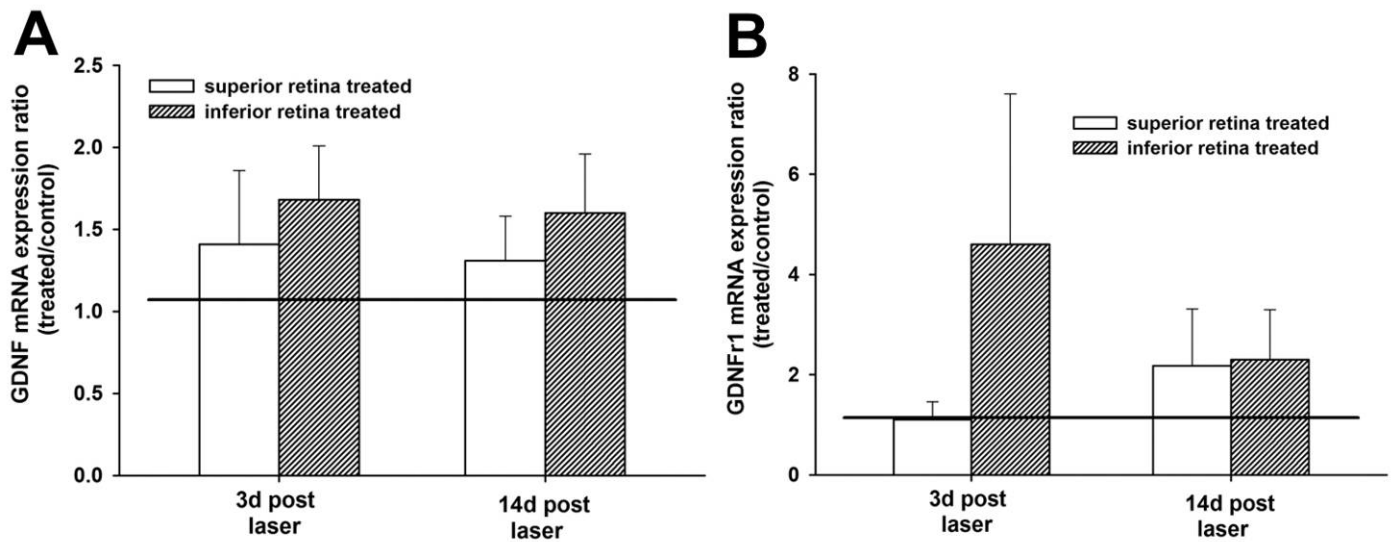 A
GDNF mRNA expression ratio
(treated/control)
2.5
2.0
1.5
1.0
0.5
0.0
superior retina treated
inferior retina treated
3d post
laser
14d post
laser
B
GDNFr1 mRNA expression ratio
(treated/control)
8
6
4
2
0
superior retina treated
inferior retina treated
3d post
laser
14d post
laser